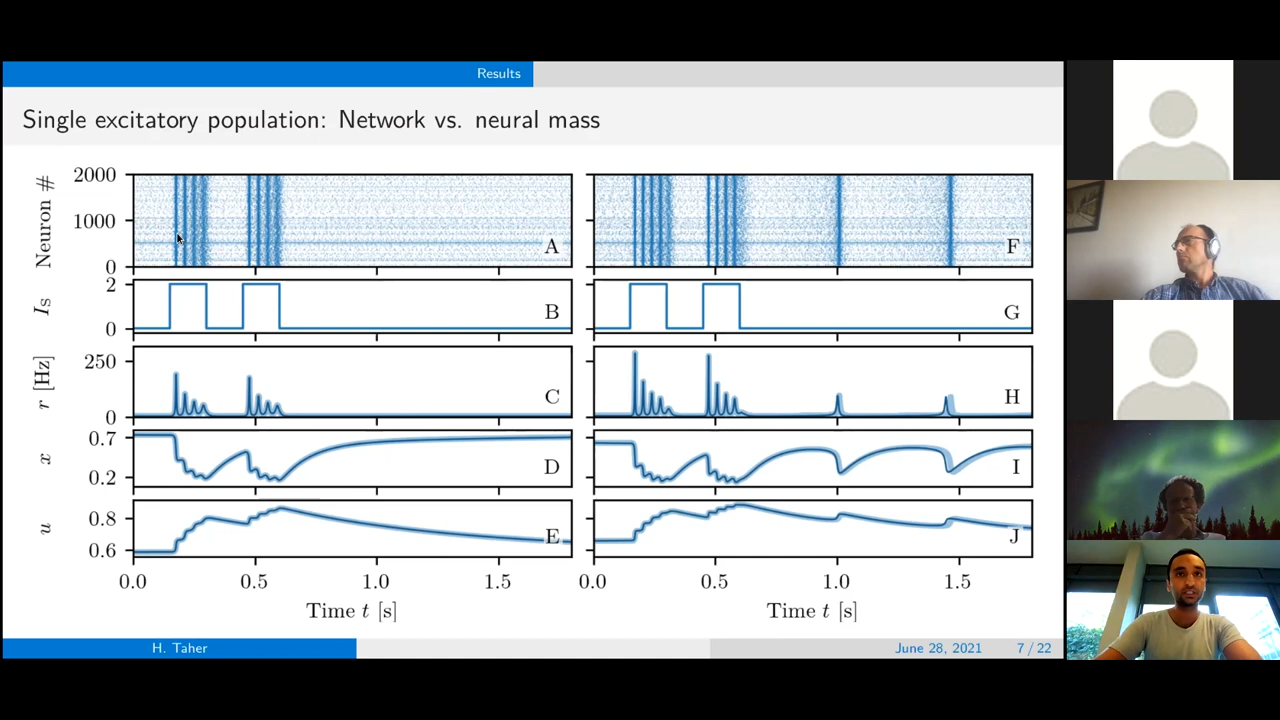 Results
Single excitatory population: Network vs. neural mass
Neuron #
2000
1000
0
A
F
I_S
2
0
B
G
r [Hz]
250
0
C
H
x
0.7
0.2
D
I
u
0.8
0.6
E
J
0.0 0.5 1.0 1.5 0.0 0.5 1.0 1.5
Time t [s] Time t [s]
H. Taher June 28, 2021 7 / 22